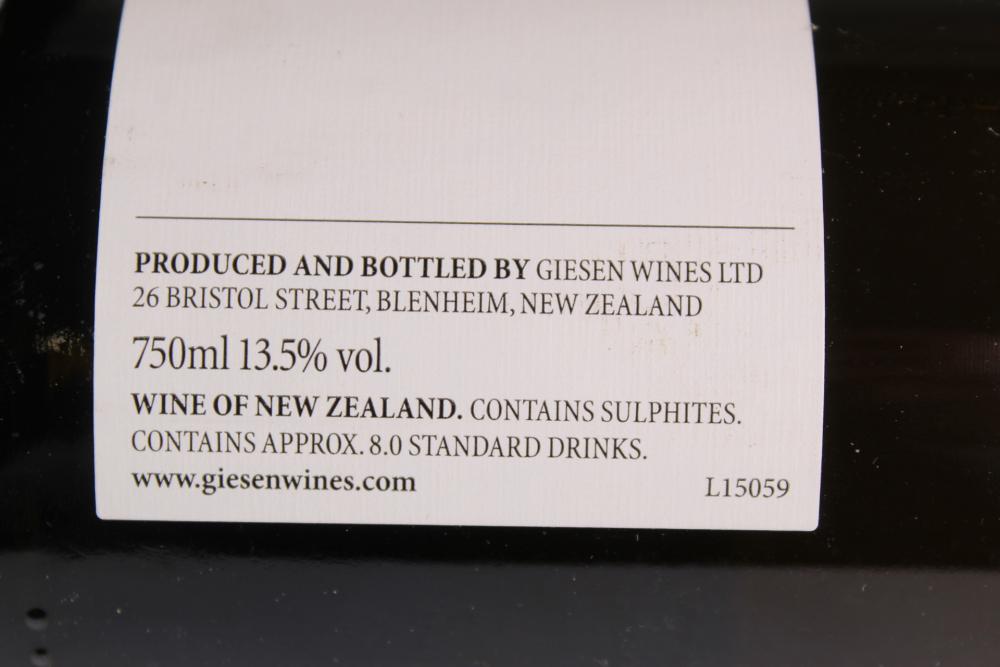 PRODUCED AND BOTTLED BY GIESEN WINES LTD
26 BRISTOL STREET, BLENHEIM, NEW ZEALAND
750ml 13.5% vol.
WINE OF NEW ZEALAND. CONTAINS SULPHITES.
CONTAINS APPROX. 8.0 STANDARD DRINKS.
www.giesenwines.com L15059